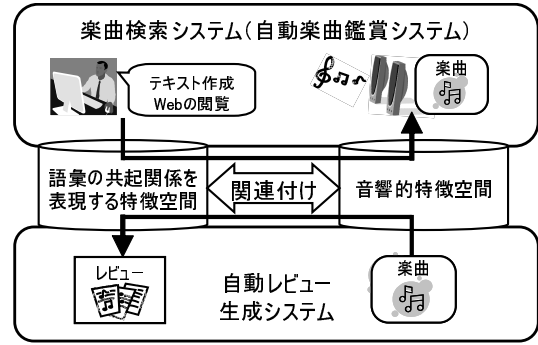 楽曲検索システム(自動楽曲鑑賞システム)
テキスト作成
Webの閲覧
楽曲
語彙の共起関係を
表現する特徴空間
関連付け
音響的特徴空間
レビュー
自動レビュー
生成システム
楽曲